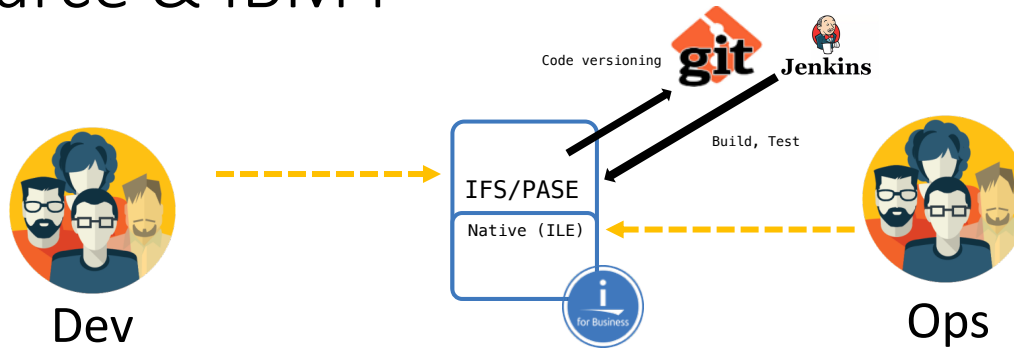 Code versioning
git
Jenkins
Build, Test
IFS/PASE
Native (ILE)
i
for Business
Dev
Ops